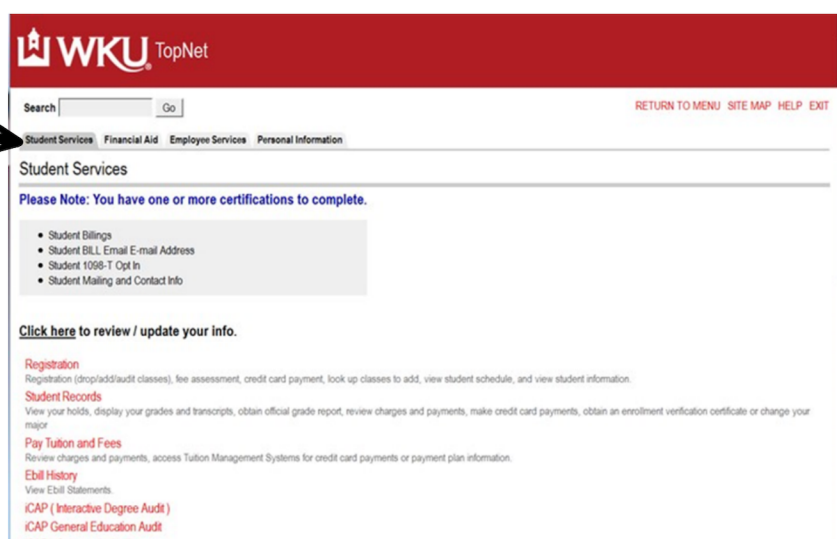 WKU® TopNet
Search Go RETURN TO MENU SITE MAP HELP EXIT
Student Services Financial Aid Employee Services Personal Information
Student Services
Please Note: You have one or more certifications to complete.
• Student Billings
• Student BILL Email E-mail Address
• Student 1098-T Opt In
• Student Mailing and Contact Info
Click here to review / update your info.
Registration
Registration (drop/add/audit classes), fee assessment, credit card payment, look up classes to add, view student schedule, and view student information.
Student Records
View your holds, display your grades and transcripts, obtain official grade report, review charges and payments, make credit card payments, obtain an enrollment verification certificate or change your
major
Pay Tuition and Fees
Review charges and payments, access Tuition Management Systems for credit card payments or payment plan information.
Ebill History
View Ebill Statements.
iCAP ( Interactive Degree Audit )
iCAP General Education Audit